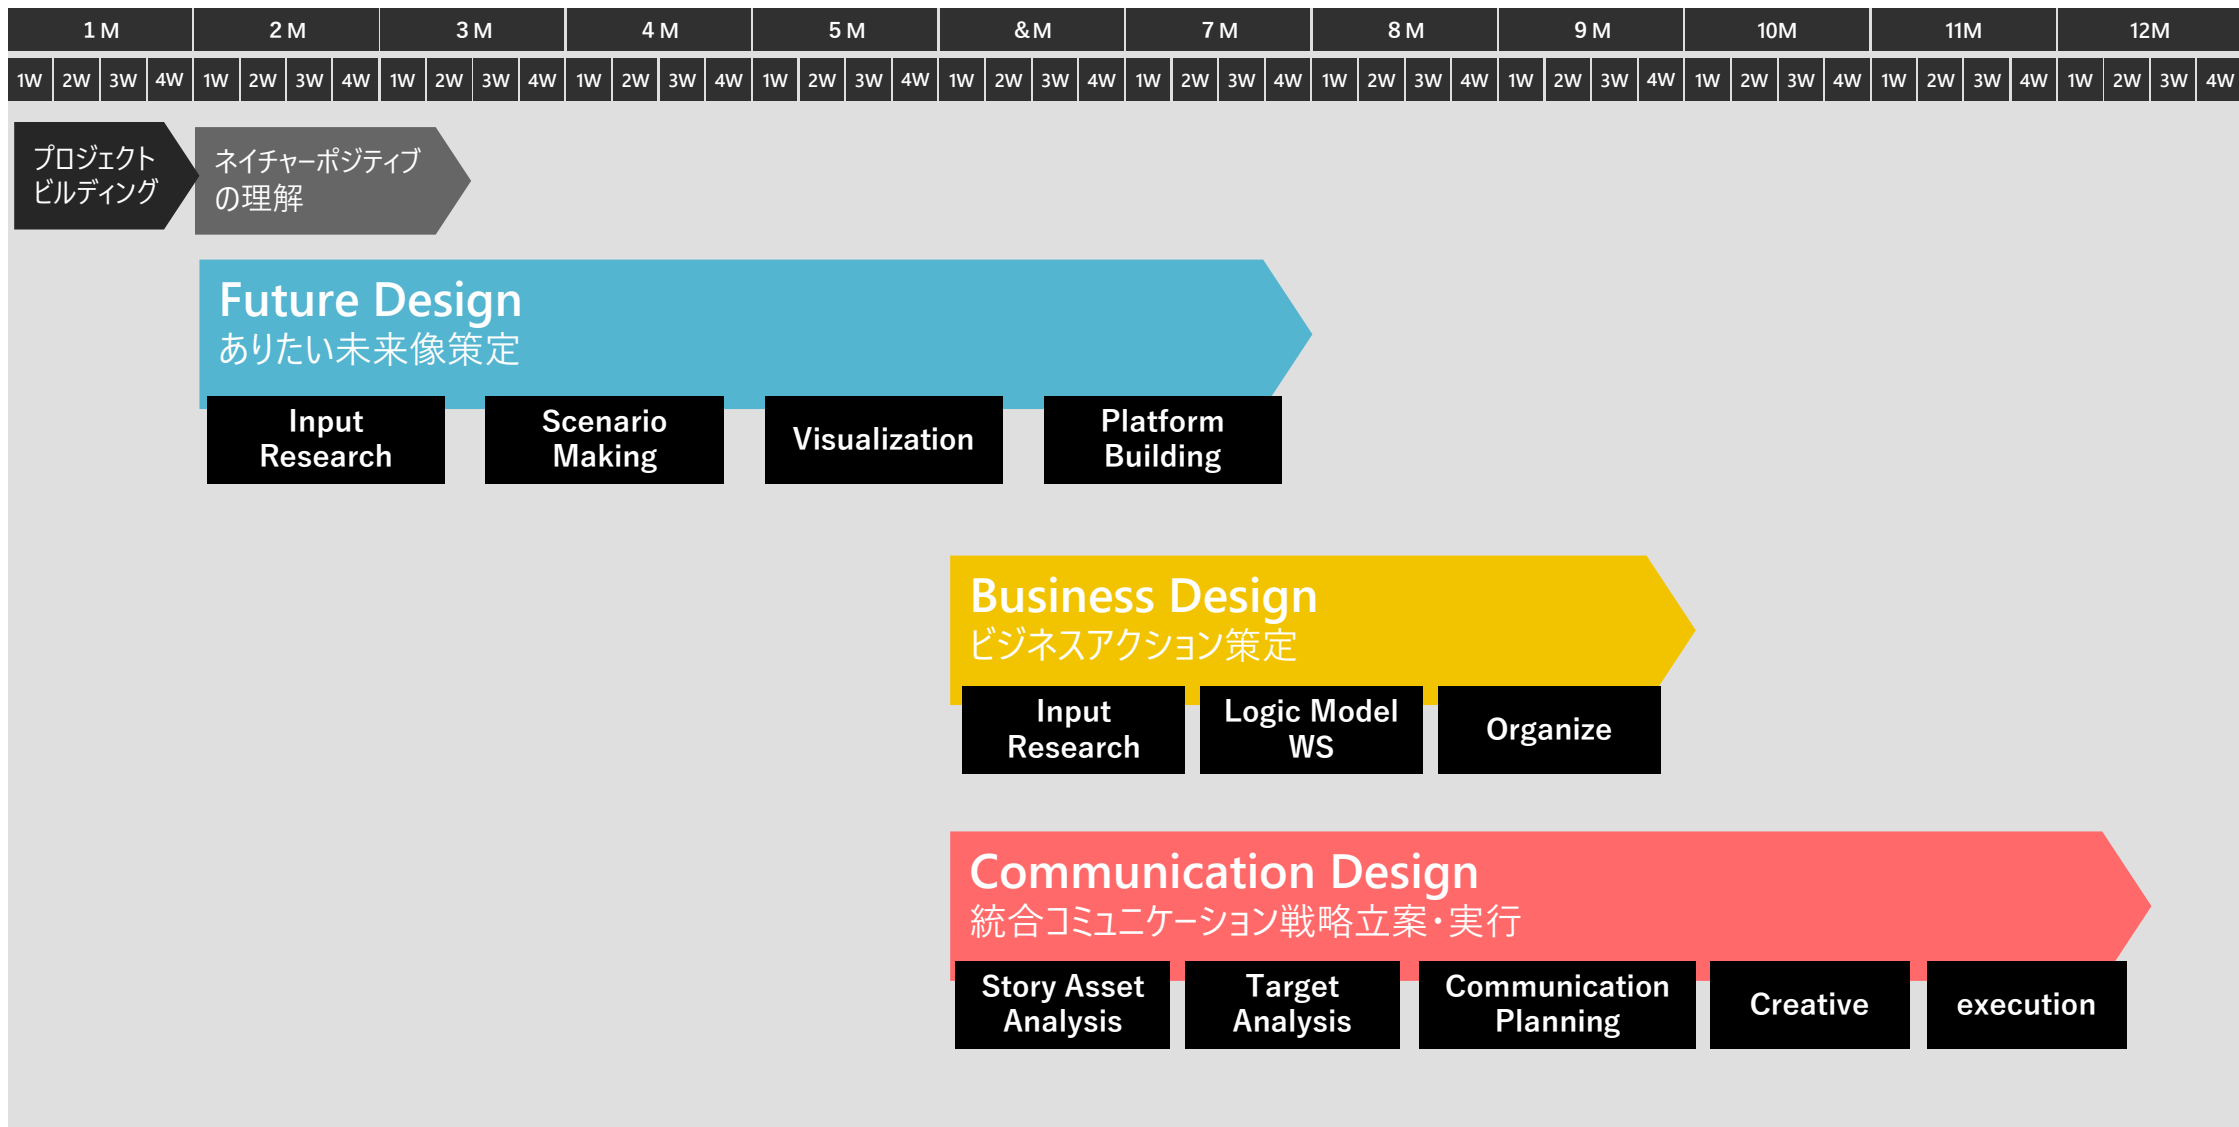 1 M 2 M 3 M 4 M 5 M &M 7 M 8 M 9 M 10M 11M 12M
1W 2W 3W 4W 1W 2W 3W 4W 1W 2W 3W 4W 1W 2W 3W 4W 1W 2W 3W 4W 1W 2W 3W 4W 1W 2W 3W 4W 1W 2W 3W 4W 1W 2W 3W 4W 1W 2W 3W 4W 1W 2W 3W 4W 1W 2W 3W 4W
プロジェクト
ビルディング
ネイチャーポジティブ
の理解
Future Design
ありたい未来像策定
Input
Research
Scenario
Making
Visualization
Platform
Building
Business Design
ビジネスアクション策定
Input
Research
Logic Model
WS
Organize
Communication Design
統合コミュニケーション戦略立案・実行
Story Asset
Analysis
Target
Analysis
Communication
Planning
Creative
execution